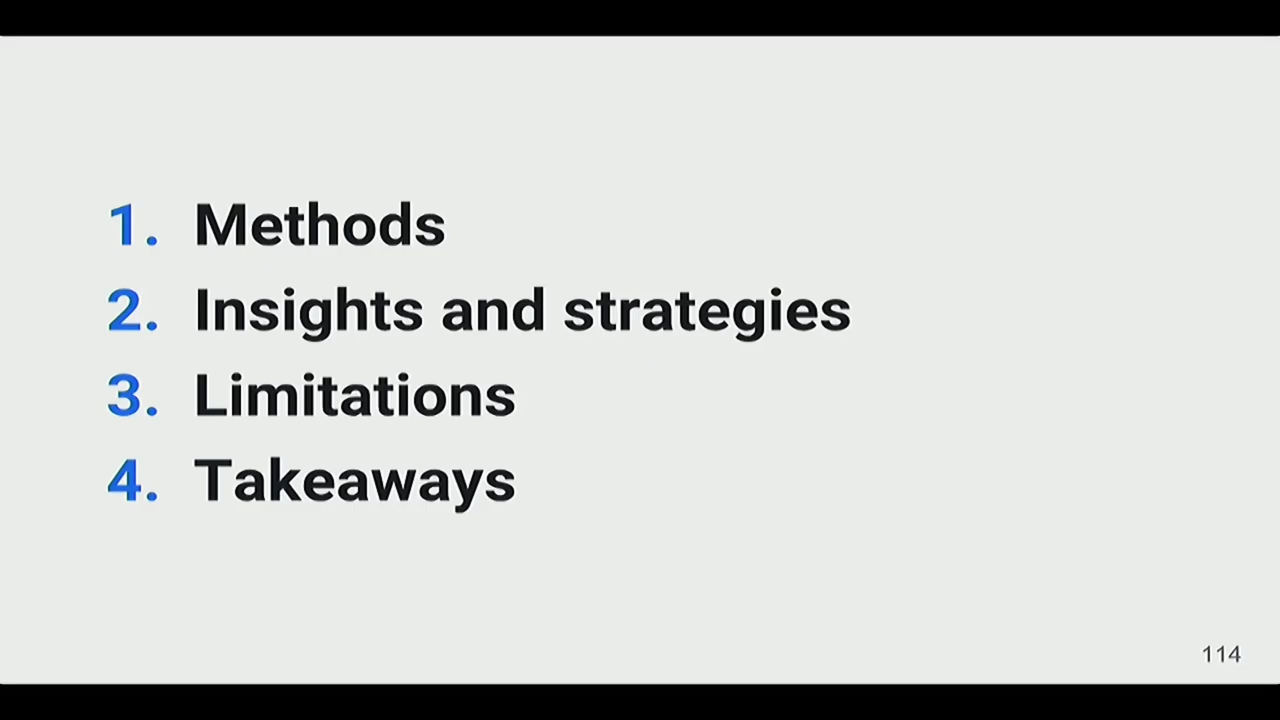 1. Methods
2. Insights and strategies
3. Limitations
4. Takeaways
114